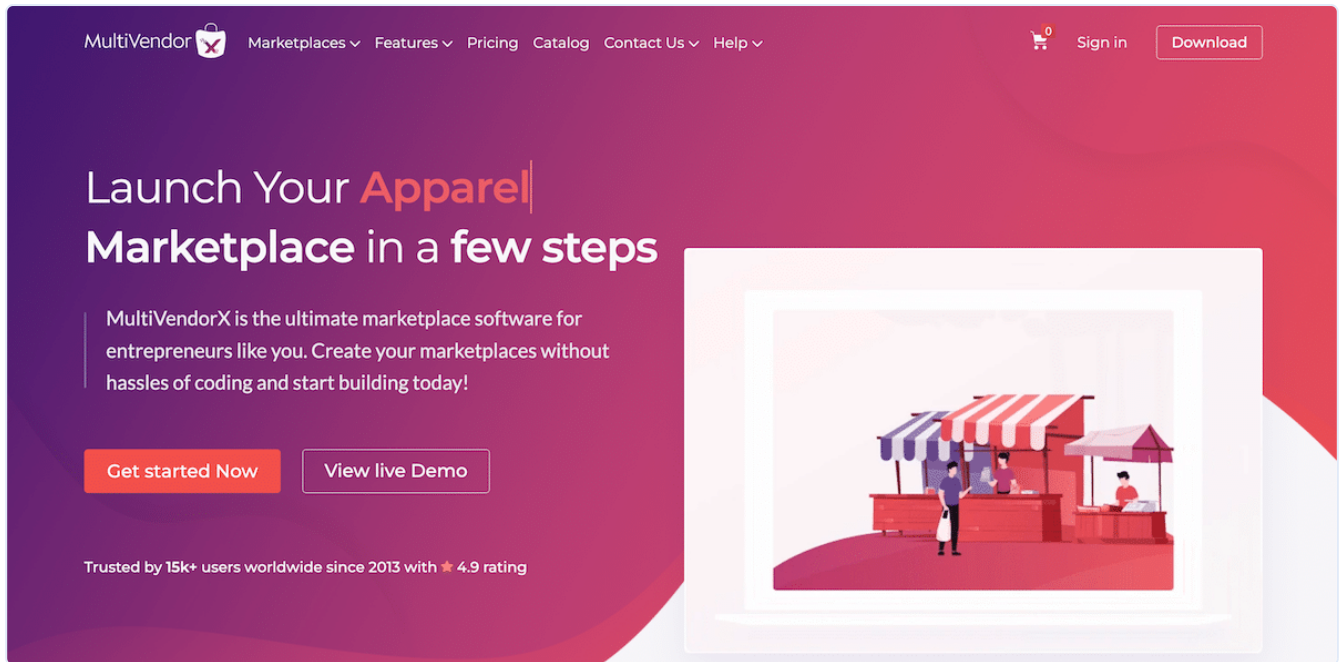 MultiVendor X
Marketplaces Features Pricing Catalog Contact Us Help
0
Sign in
Download
Launch Your Apparel
Marketplace in a few steps
MultiVendorX is the ultimate marketplace software for
entrepreneurs like you. Create your marketplaces without
hassles of coding and start building today!
Get started Now
View live Demo
Trusted by 15k+ users worldwide since 2013 with ★ 4.9 rating